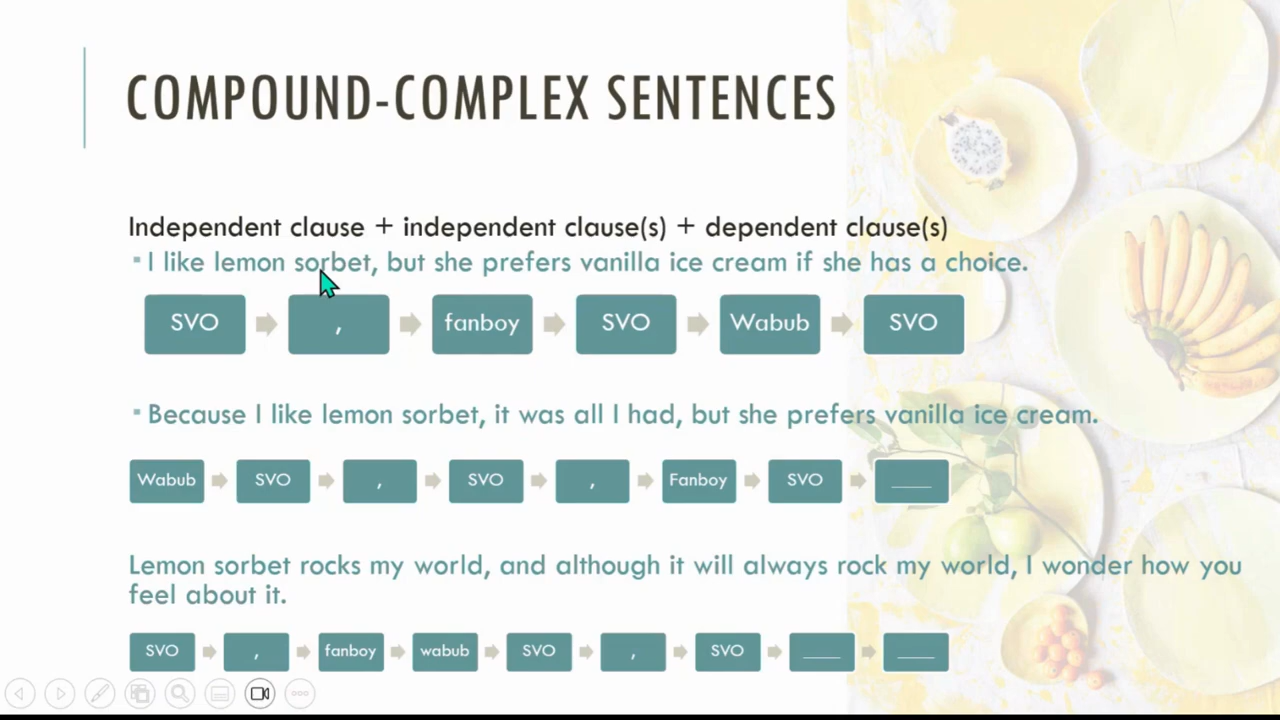 COMPOUND-COMPLEX SENTENCES
Independent clause + independent clause(s) + dependent clause(s)
▪ I like lemon sorbet, but she prefers vanilla ice cream if she has a choice.
SVO , fanboy SVO Wabub SVO
▪ Because I like lemon sorbet, it was all I had, but she prefers vanilla ice cream.
Wabub SVO , SVO , Fanboy SVO ____
Lemon sorbet rocks my world, and although it will always rock my world, I wonder how you
feel about it.
SVO , fanboy wabub SVO , SVO ____ ____